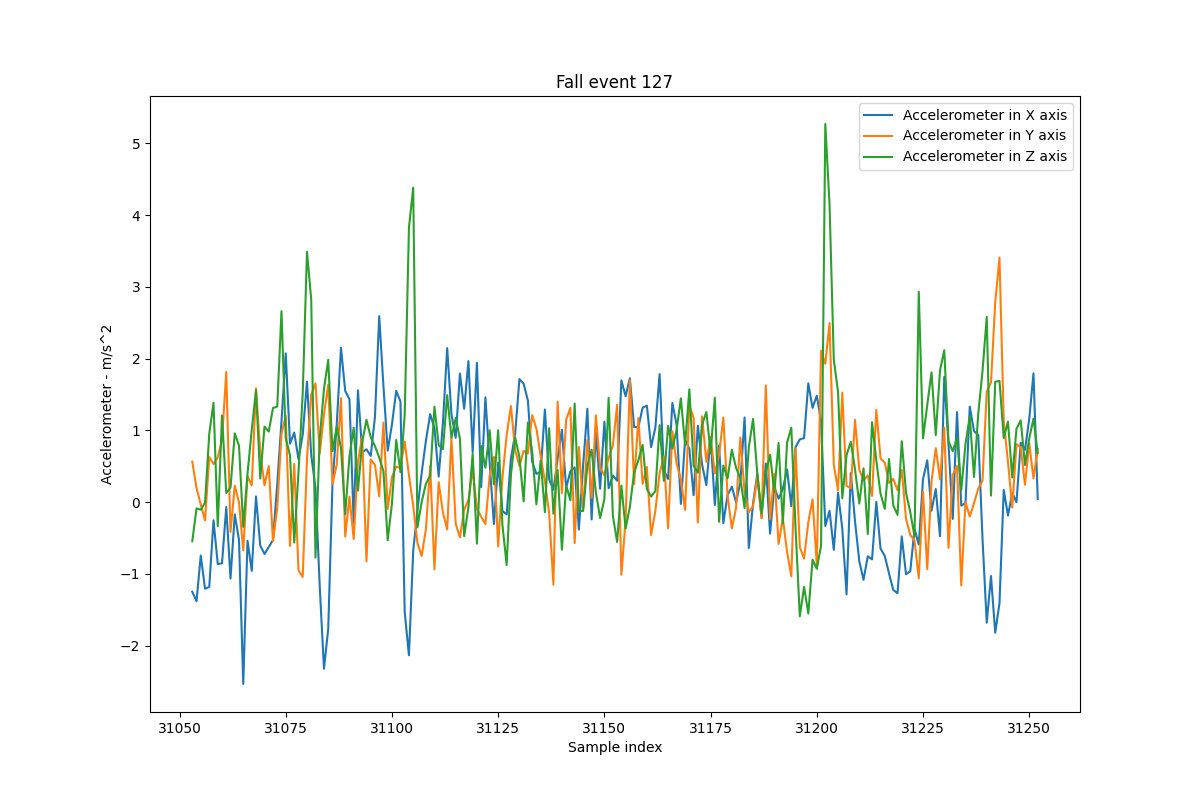 Fall event 127
Accelerometer in X axis
Accelerometer in Y axis
Accelerometer in Z axis
5
4
3
2
1
0
−1
−2
Accelerometer - m/s^2
31050 31075 31100 31125 31150 31175 31200 31225 31250
Sample index